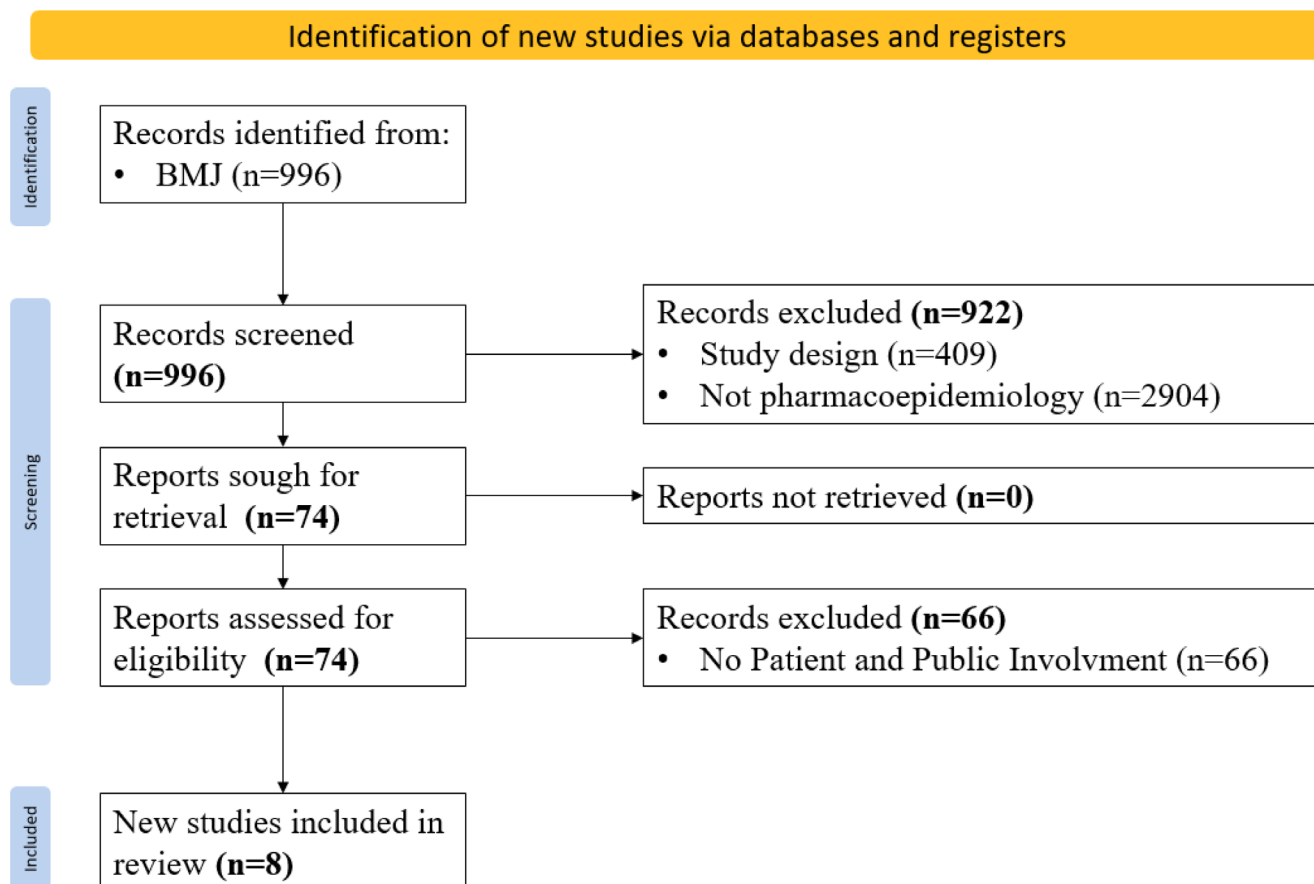 Identification of new studies via databases and registers
Identification
Records identified from:
• BMJ (n=996)
Screening
Records screened
(n=996)
Records excluded (n=922)
• Study design (n=409)
• Not pharmacoepidemiology (n=2904)
Reports sough for
retrieval (n=74)
Reports not retrieved (n=0)
Reports assessed for
eligibility (n=74)
Records excluded (n=66)
• No Patient and Public Involvment (n=66)
Included
New studies included in
review (n=8)